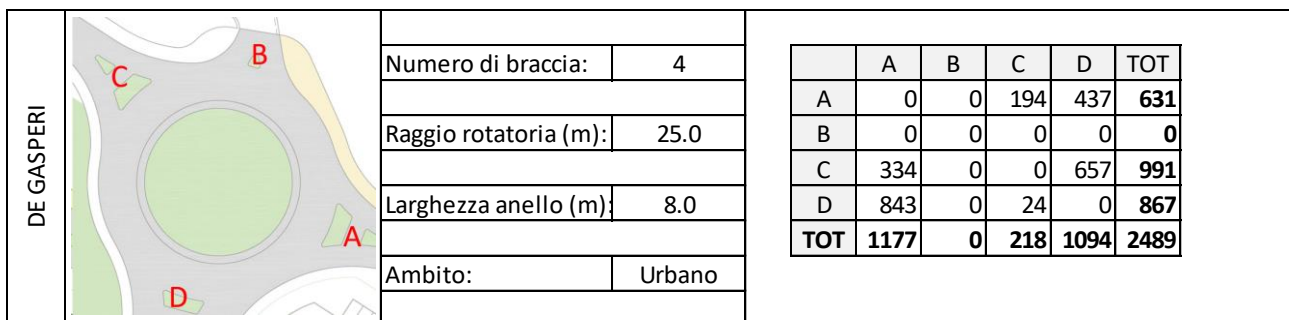 DE GASPERI
B
C
A
D
Numero di braccia: 4
Raggio rotatoria (m): 25.0
Larghezza anello (m): 8.0
Ambito: Urbano
A B C D TOT
A 0 0 194 437 631
B 0 0 0 0 0
C 334 0 0 657 991
D 843 0 24 0 867
TOT 1177 0 218 1094 2489